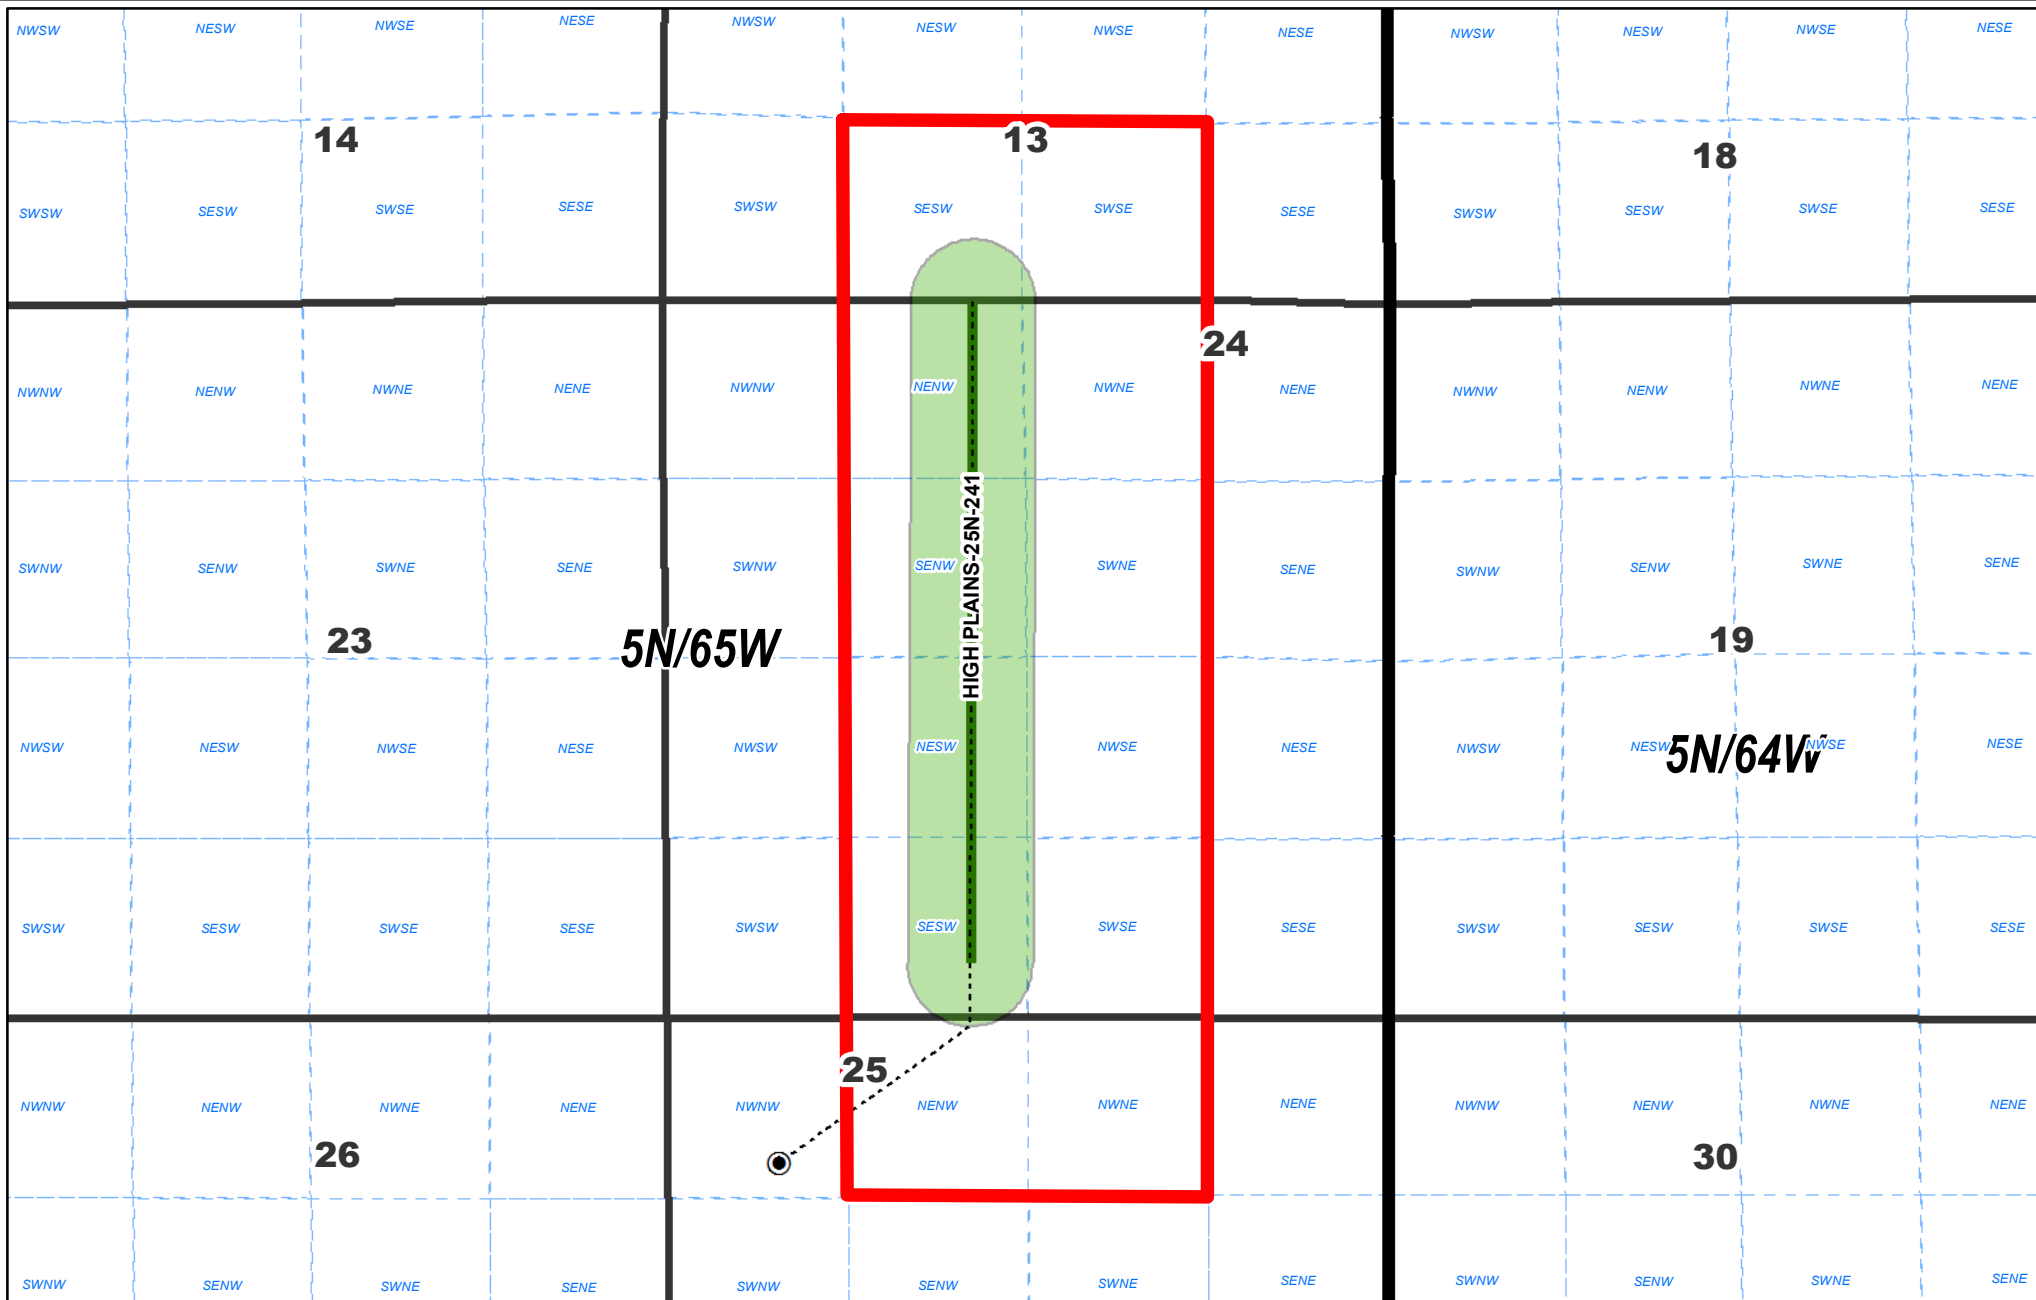 NWSW NESW NWSE NESE NWSW NESW NWSE NESE NWSW NESW NWSE NESE
14 13 18
SWSW SESW SWSE SESE SWSW SESW SWSE SESE SWSW SESW SWSE SESE
24
NWNW NENW NWNE NENE NWNW NENW NWNE NENE NWNW NENW NWNE NENE
HIGH PLAINS-25N-241
SWNW SENW SWNE SENE SWNW SENW SWNE SENE SWNW SENW SWNE SENE
23 5N/65W 19
NWSW NESW NWSE NESE NWSW NESW NWSE NESE NWSW NESW NWSE NESE
5N/64W
SWSW SESW SWSE SESE SWSW SESW SWSE SESE SWSW SESW SWSE SESE
25
NWNW NENW NWNE NENE NWNW NENW NWNE NENE NWNW NENW NWNE NENE
26 30
SWNW SENW SWNE SENE SWNW SENW SWNE SENE SWNW SENW SWNE SENE